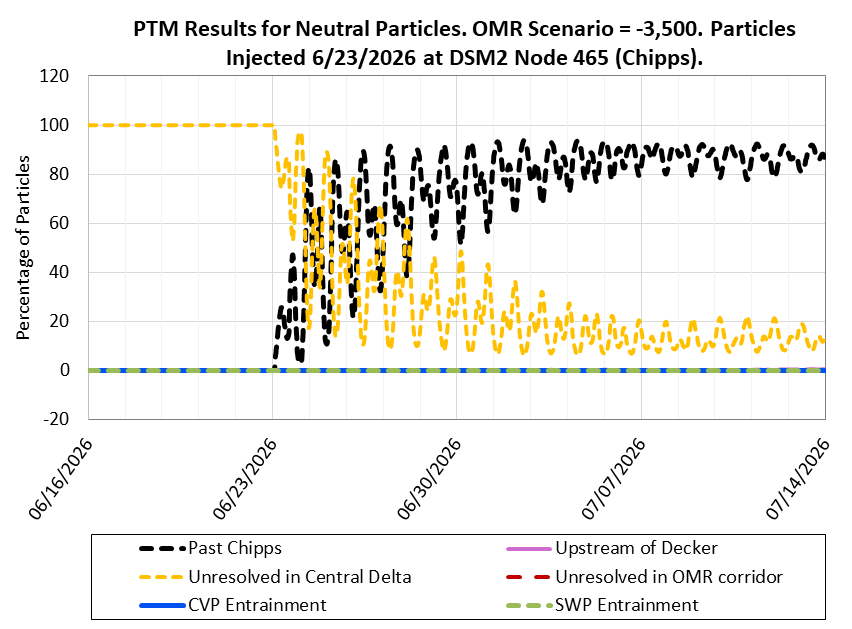 PTM Results for Neutral Particles. OMR Scenario = -3,500. Particles
Injected 6/23/2026 at DSM2 Node 465 (Chipps).
120
100
80
60
40
20
0
-20
Percentage of Particles
06/16/2026
06/23/2026
06/30/2026
07/07/2026
07/14/2026
Past Chipps
Upstream of Decker
Unresolved in Central Delta
Unresolved in OMR corridor
CVP Entrainment
SWP Entrainment